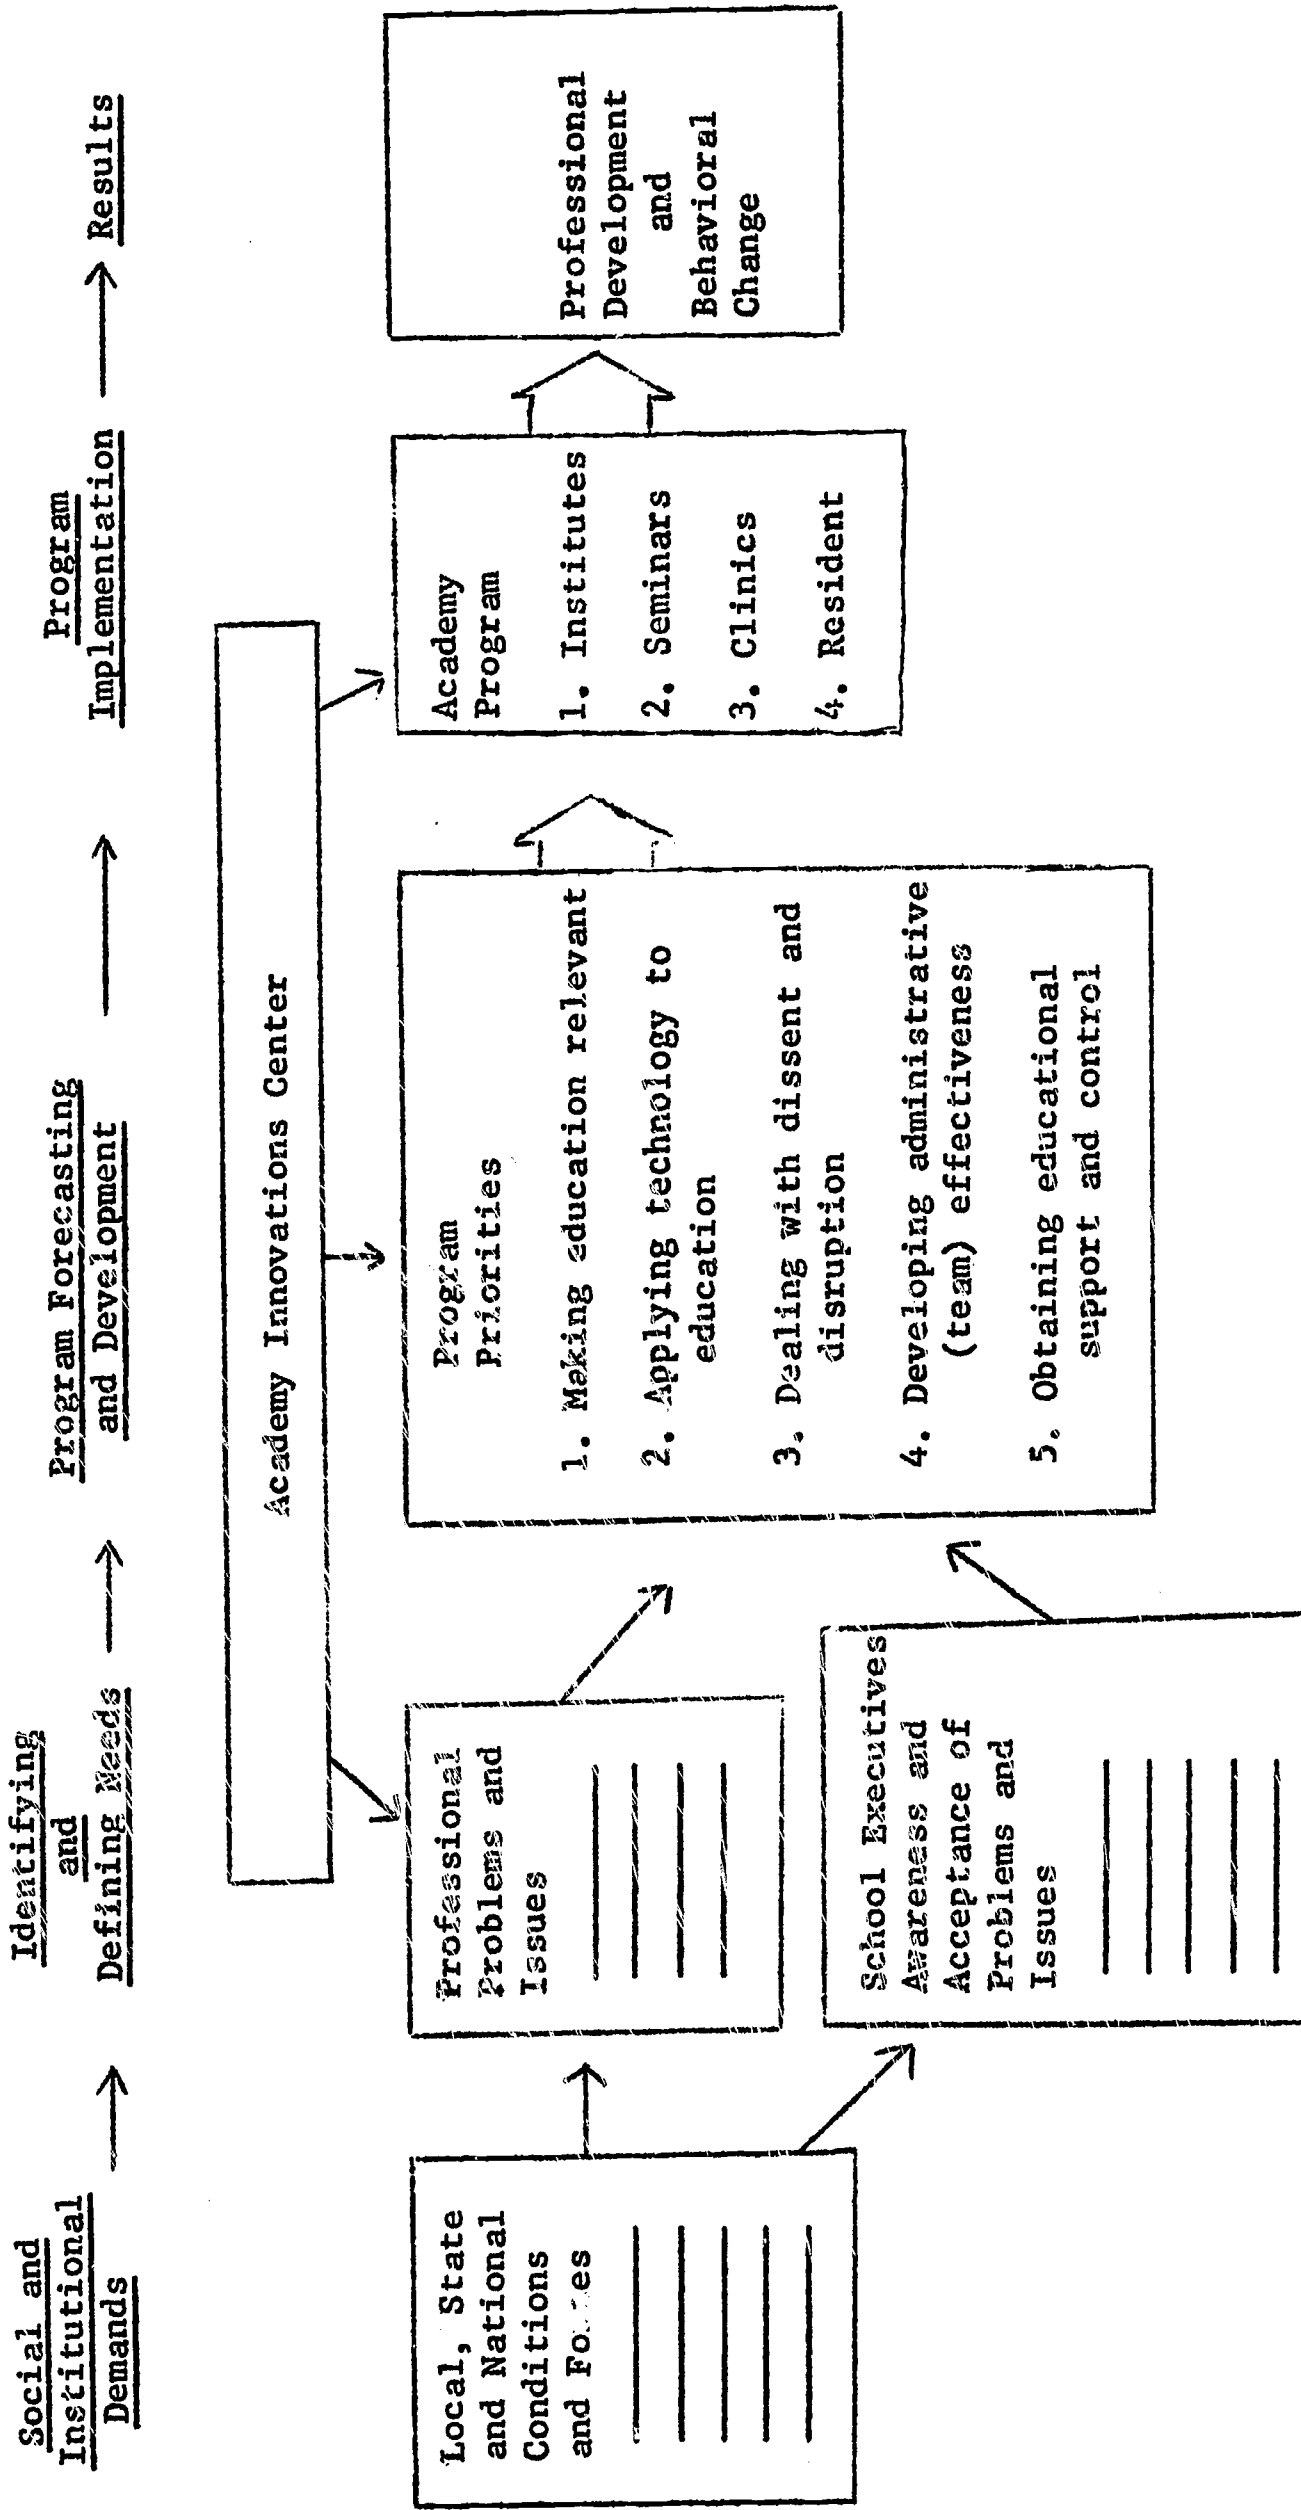 Social and
Institutional
Demands
Identifying
and
Defining Needs
Program Forecasting
and Development
Program
Implementation
Results
Academy Innovations Center
Local, State
and National
Conditions
and
Professional
Problems and
Issues
School Executives
Awareness and
Acceptance of
Problems and
Issues
Program
Priorities
1. Making education relevant
2. Applying technology to
education
3. Dealing with dissent and
disruption
4. Developing administrative
(team) effectiveness
5. Obtaining educational
support and control
Academy
Program
1. Institutes
2. Seminars
3. Clinics
4. Resident
Professional
Development
and
Behavioral
Change